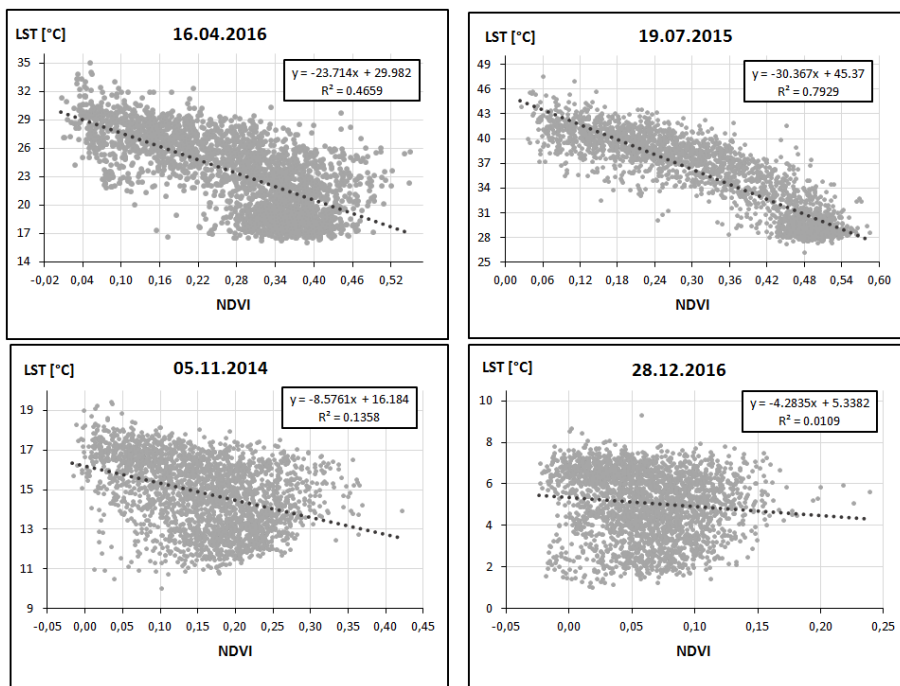 LST [°C]
16.04.2016
y = -23.714x + 29.982
R² = 0.4659
35
32
29
26
23
20
17
14
-0,02 0,04 0,10 0,16 0,22 0,28 0,34 0,40 0,46 0,52
NDVI
LST [°C]
19.07.2015
y = -30.367x + 45.37
R² = 0.7929
49
46
43
40
37
34
31
28
25
0,00 0,06 0,12 0,18 0,24 0,30 0,36 0,42 0,48 0,54 0,60
NDVI
LST [°C]
05.11.2014
y = -8.5761x + 16.184
R² = 0.1358
19
17
15
13
11
9
-0,05 0,00 0,05 0,10 0,15 0,20 0,25 0,30 0,35 0,40 0,45
NDVI
LST [°C]
28.12.2016
y = -4.2835x + 5.3382
R² = 0.0109
10
8
6
4
2
0
-0,05 0,00 0,05 0,10 0,15 0,20 0,25
NDVI